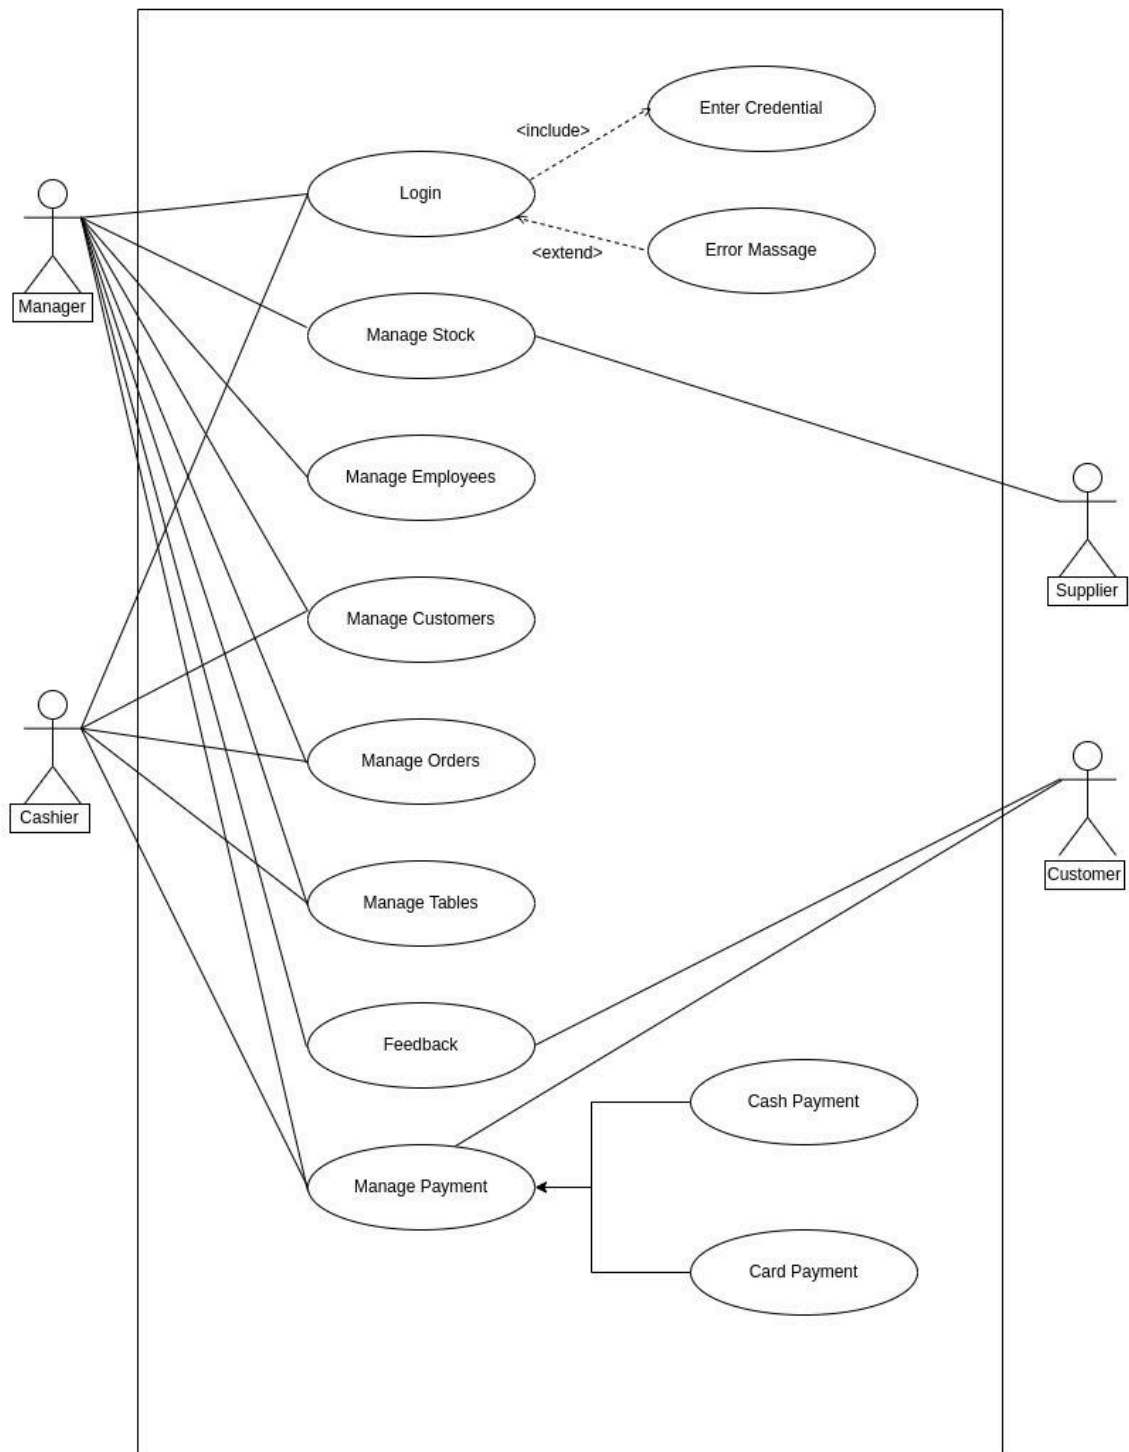 Enter Credential
<include>
Login
Error Massage
<extend>
Manager
Manage Stock
Manage Employees
Supplier
Manage Customers
Manage Orders
Cashier
Customer
Manage Tables
Feedback
Cash Payment
Manage Payment
Card Payment